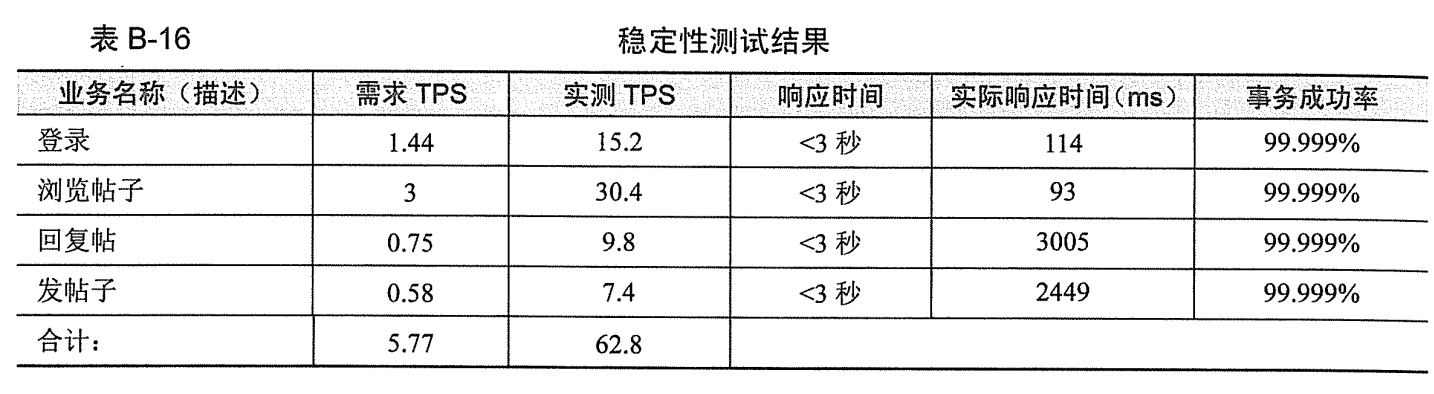 表 B-16 稳定性测试结果
业务名称（描述） 需求 TPS 实测 TPS 响应时间 实际响应时间（ms） 事务成功率
登录 1.44 15.2 <3 秒 114 99.999%
浏览帖子 3 30.4 <3 秒 93 99.999%
回复帖 0.75 9.8 <3 秒 3005 99.999%
发帖子 0.58 7.4 <3 秒 2449 99.999%
合计： 5.77 62.8